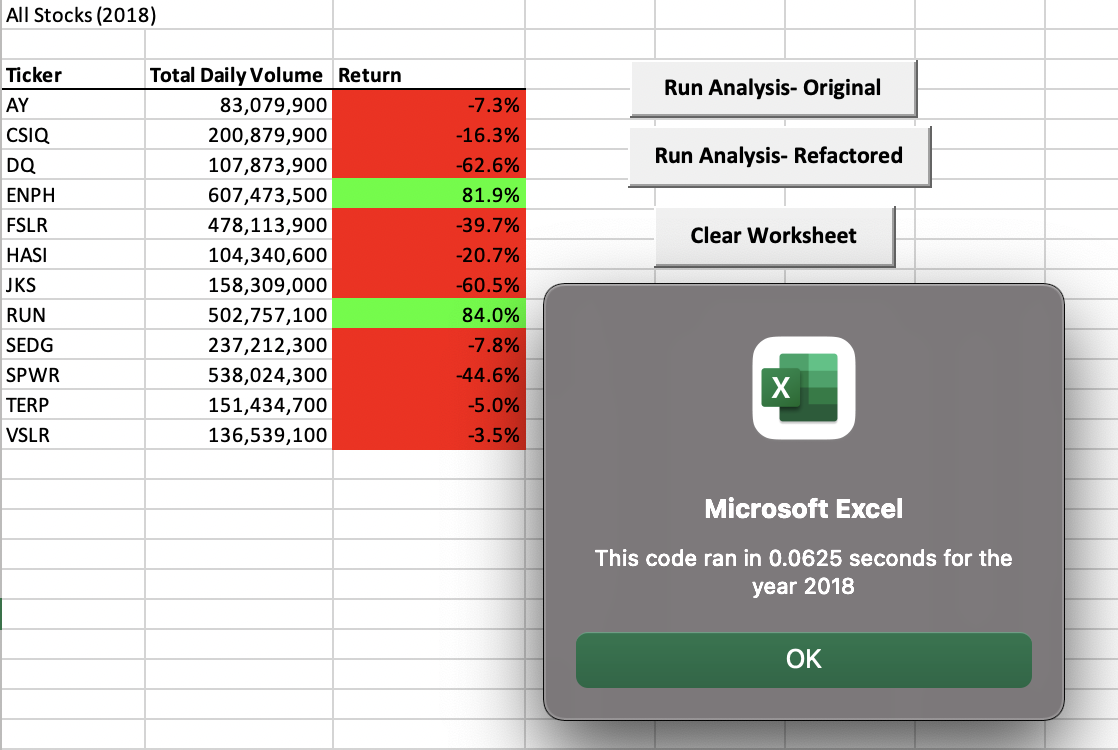 All Stocks (2018)
Ticker Total Daily Volume Return
AY 83,079,900 -7.3%
CSIQ 200,879,900 -16.3%
DQ 107,873,900 -62.6%
ENPH 607,473,500 81.9%
FSLR 478,113,900 -39.7%
HASI 104,340,600 -20.7%
JKS 158,309,000 -60.5%
RUN 502,757,100 84.0%
SEDG 237,212,300 -7.8%
SPWR 538,024,300 -44.6%
TERP 151,434,700 -5.0%
VSLR 136,539,100 -3.5%
Run Analysis- Original
Run Analysis- Refactored
Clear Worksheet
X
Microsoft Excel
This code ran in 0.0625 seconds for the
year 2018
OK